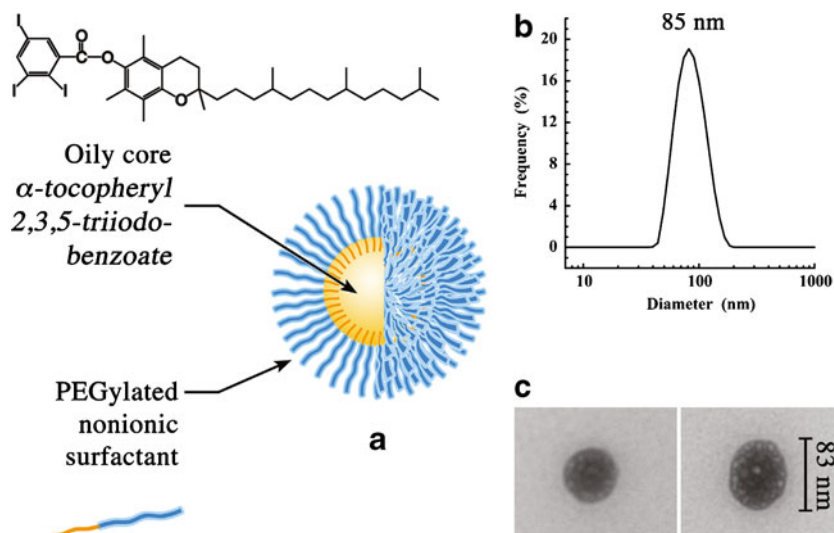 I
I
I
O
C
O
O
Oily core
α-tocopheryl
2,3,5-triiodo-
benzoate
PEGylated
nonionic
surfactant
a
b
85 nm
20
16
12
8
4
0
Frequency (%)
10
100
1000
Diameter (nm)
c
83 nm